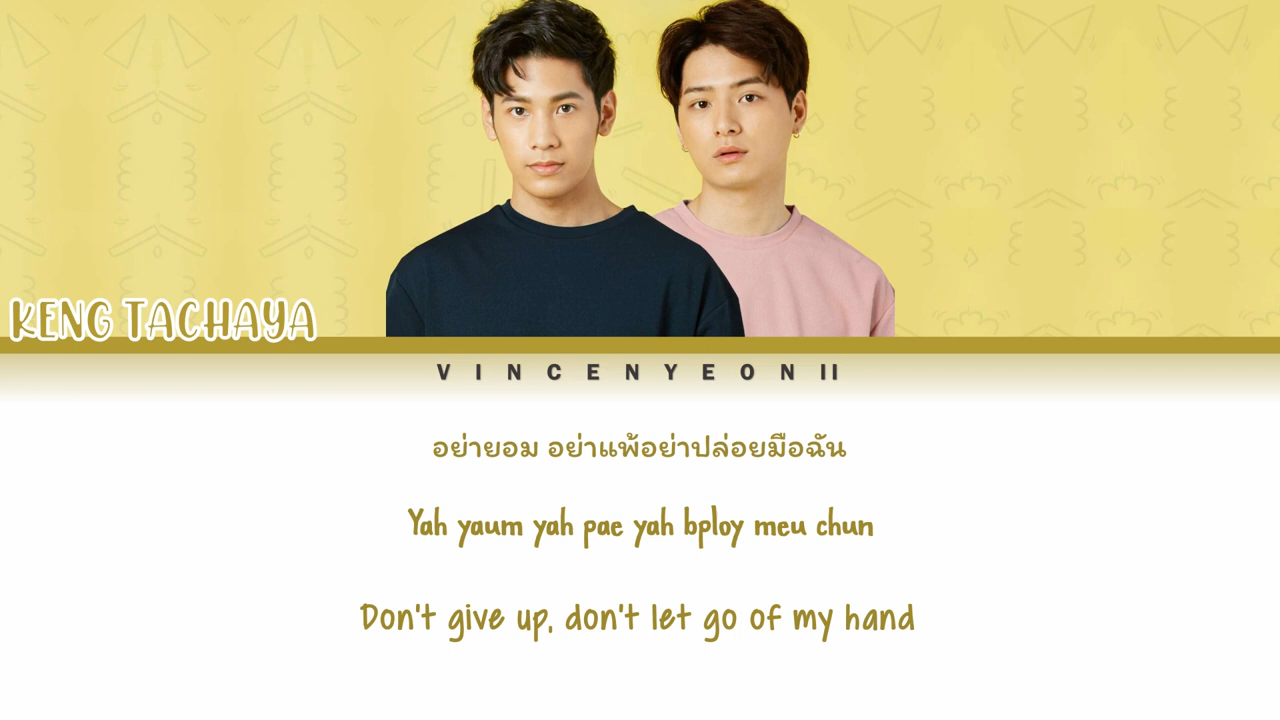 KENG TACHAYA
VINCENYEON II
อย่ายอม อย่าแพ้อย่าปล่อยมือฉัน
Yah yaum yah pae yah bploy meu chun
Don't give up, don't let go of my hand